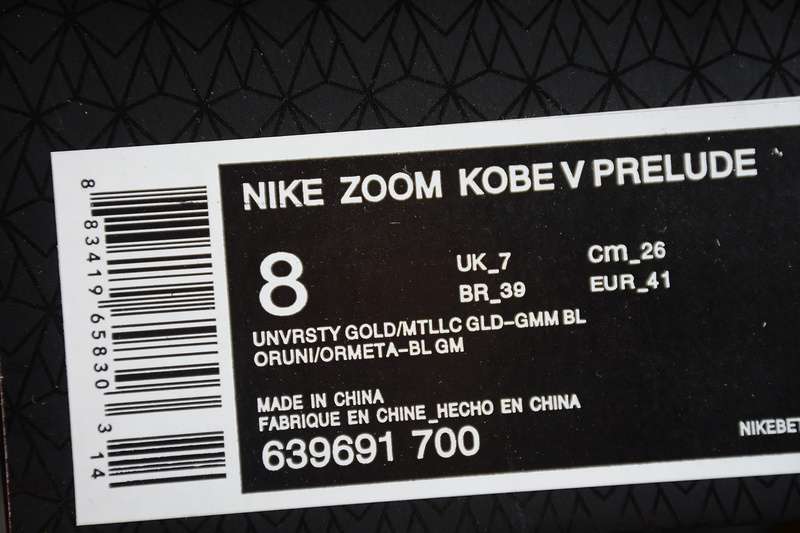 NIKE ZOOM KOBE V PRELUDE
8
UK_7
cm_26
BR_39
EUR_41
UNVRSTY GOLD/MTLLC GLD-GMM BL
ORUNI/ORMETA-BL GM
MADE IN CHINA
FABRIQUE EN CHINE_HECHO EN CHINA
639691 700
NIKEBET
8 83419 65830 3 14